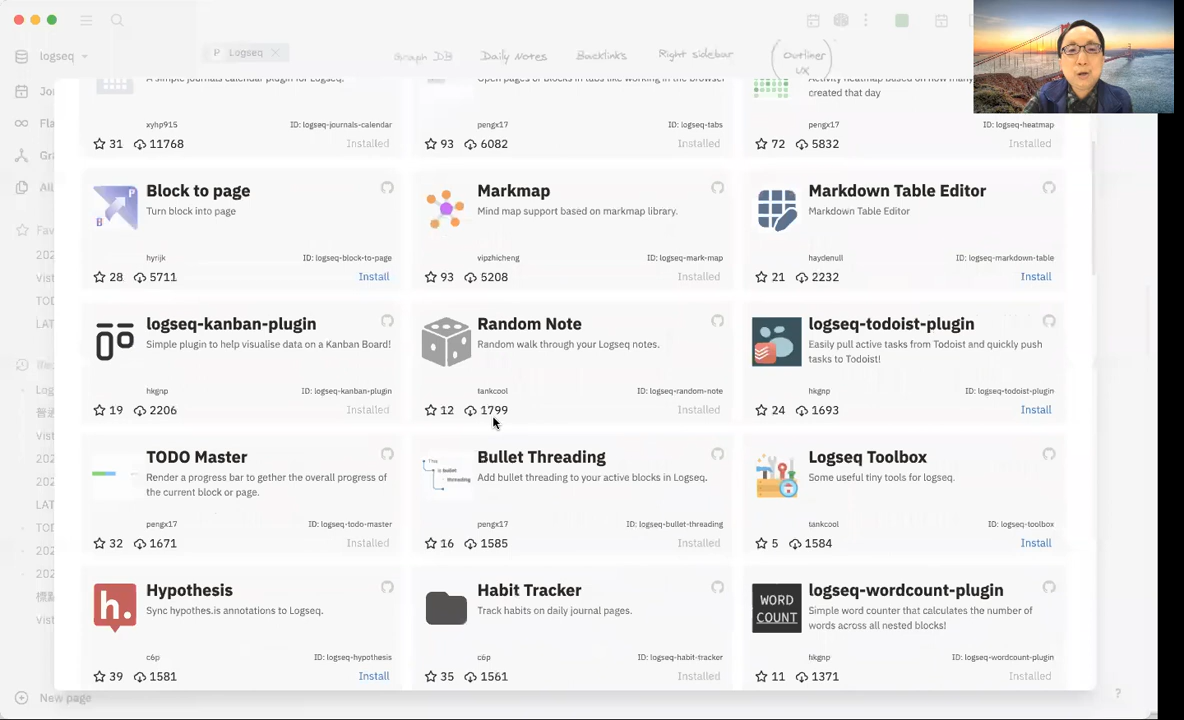 logseq
P Logseq
Graph DB
Daily Notes
Backlinks
Right sidebar
Outliner UX
A simple journals calendar plugin for Logseq.
xyhp915 ID: logseq-journals-calendar
31 11768 Installed
Open pages or blocks in tabs like working in the browser
pengx17 ID: logseq-tabs
93 6082 Installed
Activity heatmap based on how many
created that day
pengx17 ID: logseq-heatmap
72 5832 Installed
Block to page
Turn block into page
hyrijk ID: logseq-block-to-page
28 5711 Install
Markmap
Mind map support based on markmap library.
vipzhicheng ID: logseq-mark-map
93 5208 Installed
Markdown Table Editor
Markdown Table Editor
haydenull ID: logseq-markdown-table
21 2232 Install
logseq-kanban-plugin
Simple plugin to help visualise data on a Kanban Board!
hkgnp ID: logseq-kanban-plugin
19 2206 Installed
Random Note
Random walk through your Logseq notes.
tankcool ID: logseq-random-note
12 1799 Installed
logseq-todoist-plugin
Easily pull active tasks from Todoist and quickly push
tasks to Todoist!
hkgnp ID: logseq-todoist-plugin
24 1693 Install
TODO Master
Render a progress bar to gether the overall progress of
the current block or page.
pengx17 ID: logseq-todo-master
32 1671 Installed
Bullet Threading
Add bullet threading to your active blocks in Logseq.
pengx17 ID: logseq-bullet-threading
16 1585 Installed
Logseq Toolbox
Some useful tiny tools for logseq.
tankcool ID: logseq-toolbox
5 1584 Install
h.
Hypothesis
Sync hypothes.is annotations to Logseq.
c6p ID: logseq-hypothesis
39 1581 Install
Habit Tracker
Track habits on daily journal pages.
c6p ID: logseq-habit-tracker
35 1561 Installed
WORD
COUNT
logseq-wordcount-plugin
Simple word counter that calculates the number of
words across all nested blocks!
hkgnp ID: logseq-wordcount-plugin
11 1371 Installed
New page
?